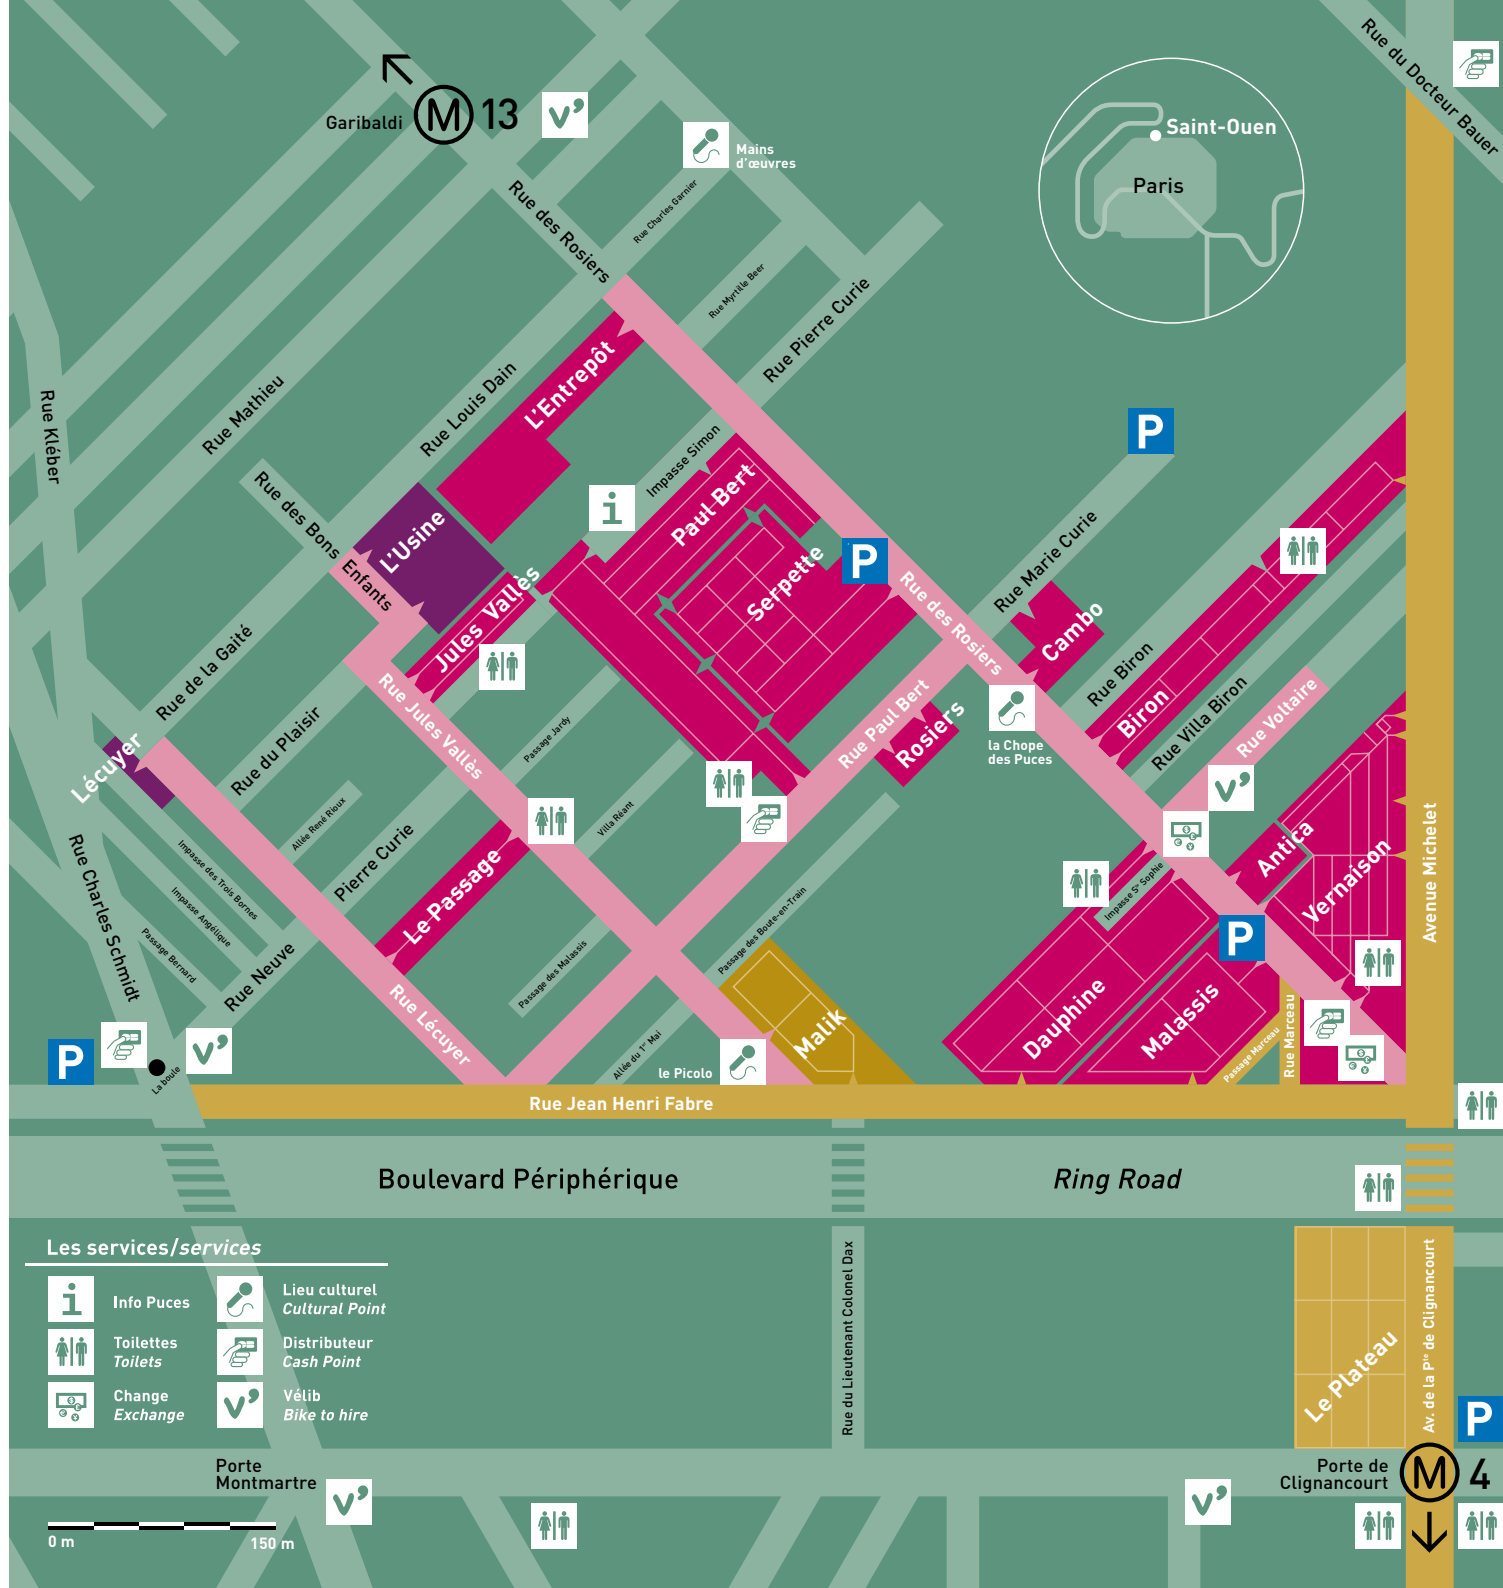 Rue du Docteur Bauer
Garibaldi
M 13
v'
Mains
d'œuvres
Saint-Ouen
Paris
Rue des Rosiers
Rue Charles Garnier
Rue Myrtille Beer
Rue Pierre Curie
Rue Kléber
Rue Mathieu
Rue Louis Dain
L'Entrepôt
Impasse Simon
Rue des Bons
Enfants
L'Usine
i
Paul Bert
Serpette
P
P
Rue des Rosiers
Rue Marie Curie
Cambo
Jules Vallès
Rue de la Gaité
Rue du Plaisir
Rue Jules Vallès
Passage Jardy
Rue Paul Bert
Rosiers
la Chope
des Puces
Rue Biron
Biron
Rue Villa Biron
Rue Voltaire
v'
Lécuyer
Allée René Rioux
Pierre Curie
Villa Réant
Le Passage
Impasse des Trois Bornes
Impasse Angélique
Passage Bernard
Rue Charles Schmidt
Rue Neuve
Rue Lécuyer
Passage des Malassis
Passage des Boute-en-Train
Allée du 1er Mai
Impasse Ste Sophie
Antica
Vernaison
Avenue Michelet
P
Dauphine
Malassis
Malik
Passage Marceau
Rue Marceau
P
v'
La boule
le Picolo
Rue Jean Henri Fabre
Boulevard Périphérique
Ring Road
Les services/services
i
Info Puces
Lieu culturel
Cultural Point
Toilettes
Toilets
Distributeur
Cash Point
Change
Exchange
v'
Vélib
Bike to hire
Rue du Lieutenant Colonel Dax
Le Plateau
Av. de la Pte de Clignancourt
P
Porte
Montmartre
v'
v'
Porte de
Clignancourt
M 4
0 m
150 m